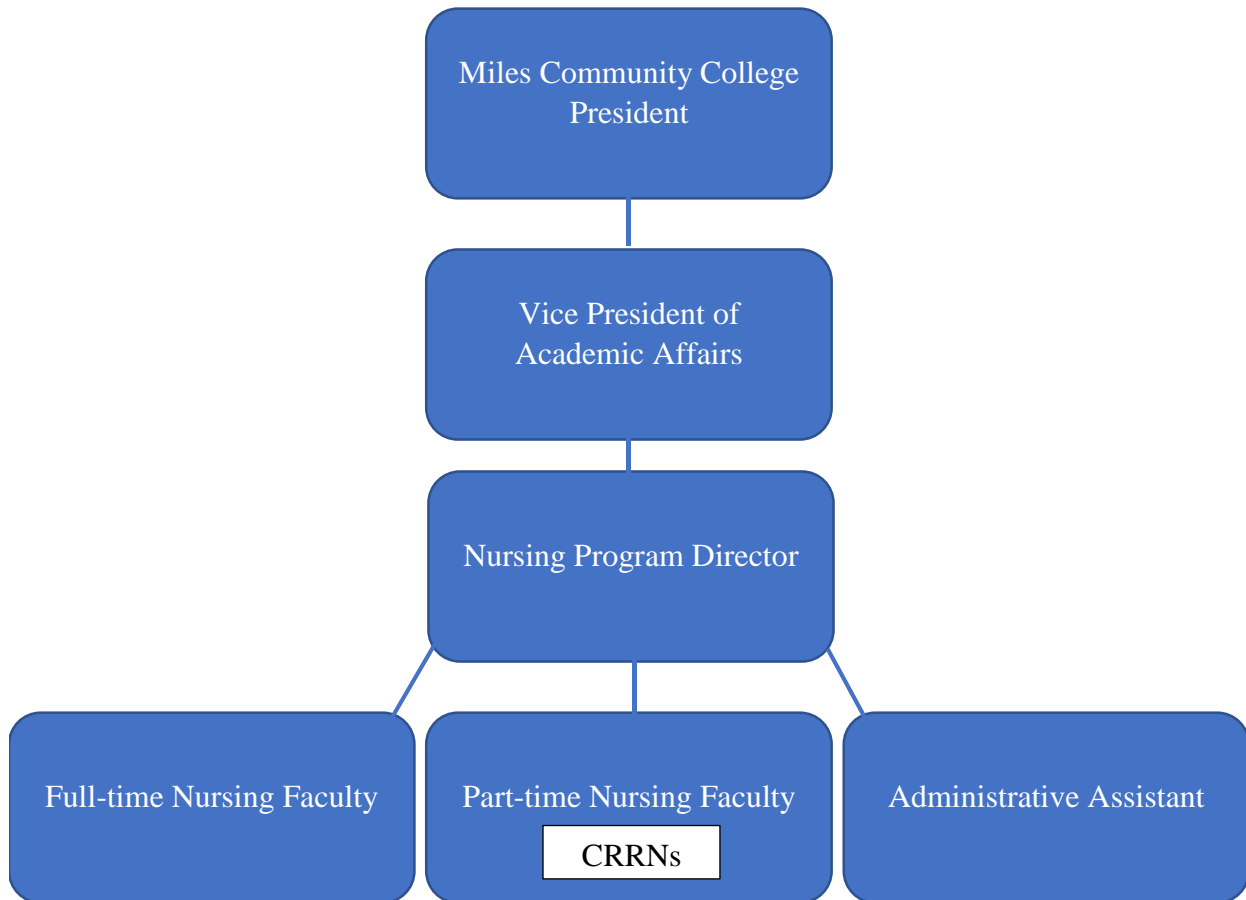 Miles Community College
President
Vice President of
Academic Affairs
Nursing Program Director
Full-time Nursing Faculty
Part-time Nursing Faculty
CRRNs
Administrative Assistant